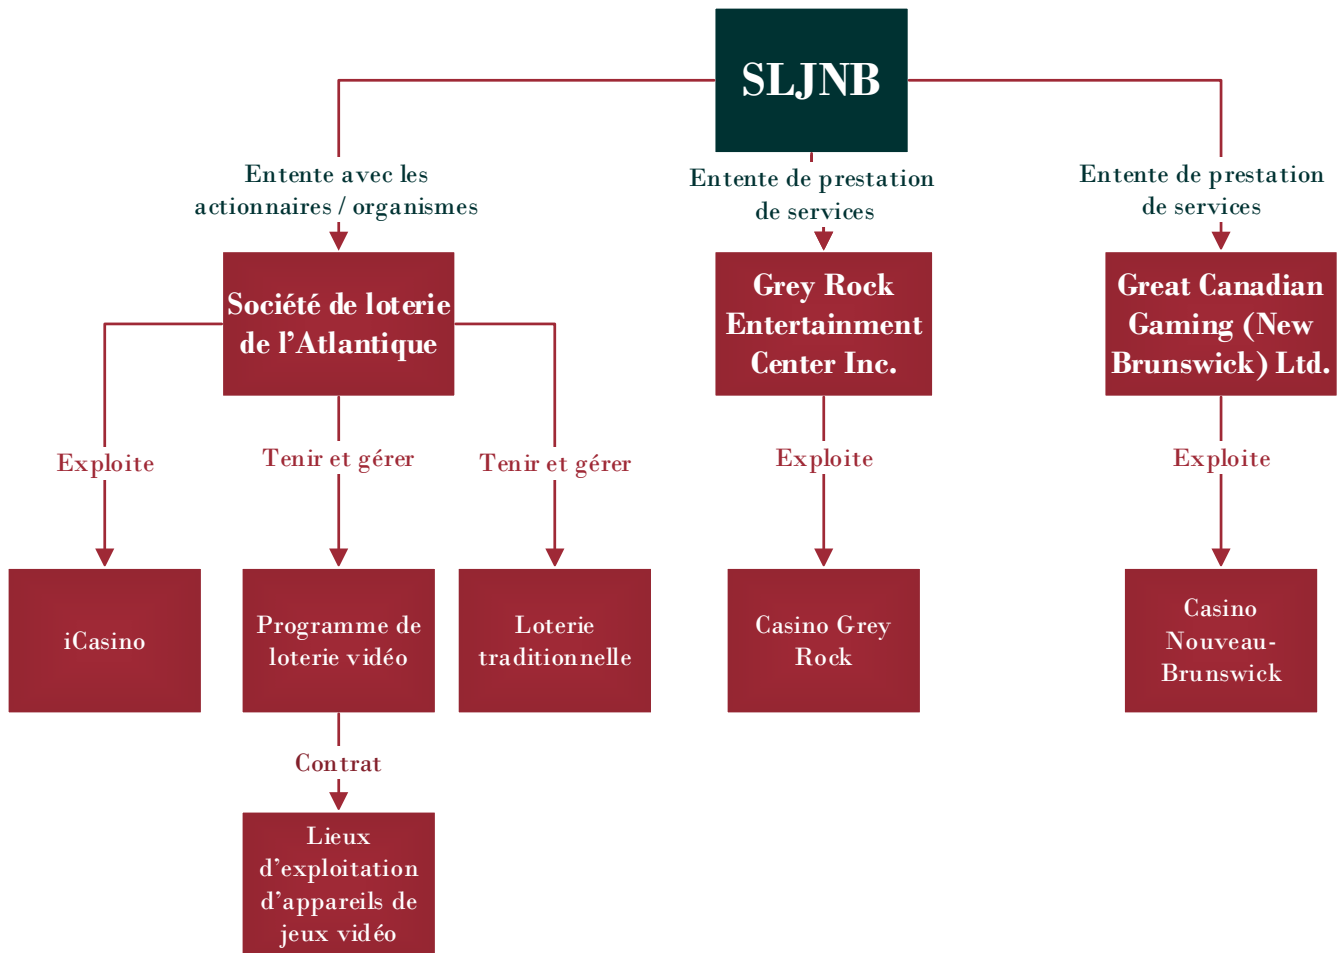 SLJNB
Entente avec les
actionnaires / organismes
Entente de prestation
de services
Entente de prestation
de services
Société de loterie
de l’Atlantique
Grey Rock
Entertainment
Center Inc.
Great Canadian
Gaming (New
Brunswick) Ltd.
Exploite
Tenir et gérer
Tenir et gérer
Exploite
Exploite
iCasino
Programme de
loterie vidéo
Loterie
traditionnelle
Casino Grey
Rock
Casino
Nouveau-
Brunswick
Contrat
Lieux
d’exploitation
d’appareils de
jeux vidéo